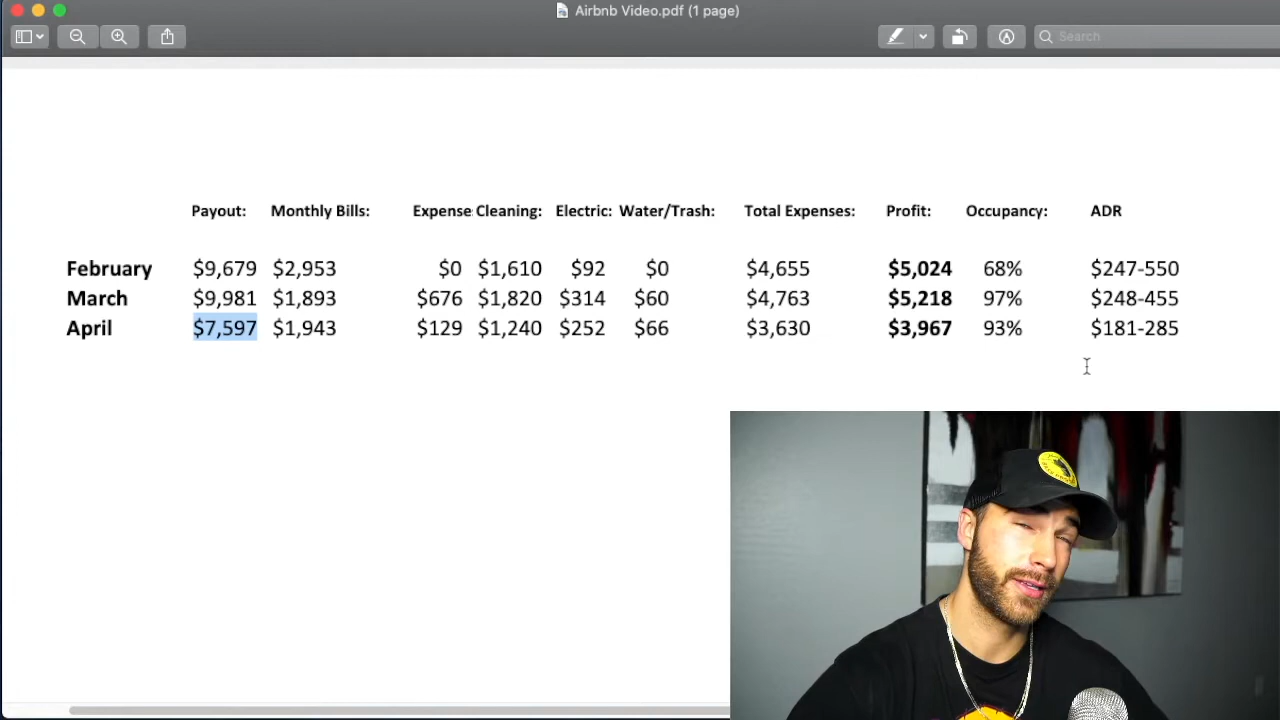 Airbnb Video.pdf (1 page)
Search
Payout: Monthly Bills: Expense: Cleaning: Electric: Water/Trash: Total Expenses: Profit: Occupancy: ADR
February $9,679 $2,953 $0 $1,610 $92 $0 $4,655 $5,024 68% $247-550
March $9,981 $1,893 $676 $1,820 $314 $60 $4,763 $5,218 97% $248-455
April $7,597 $1,943 $129 $1,240 $252 $66 $3,630 $3,967 93% $181-285